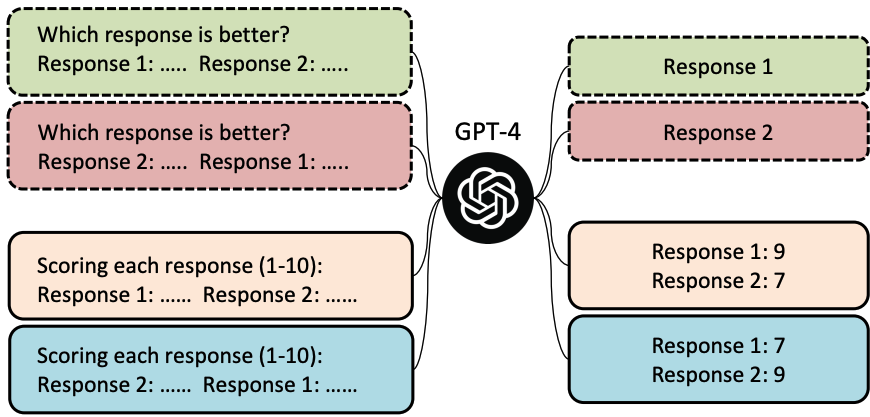 Which response is better?
Response 1: ..... Response 2: .....
Which response is better?
Response 2: ..... Response 1: .....
Scoring each response (1-10):
Response 1: ...... Response 2: ......
Scoring each response (1-10):
Response 2: ...... Response 1: ......
GPT-4
Response 1
Response 2
Response 1: 9
Response 2: 7
Response 1: 7
Response 2: 9